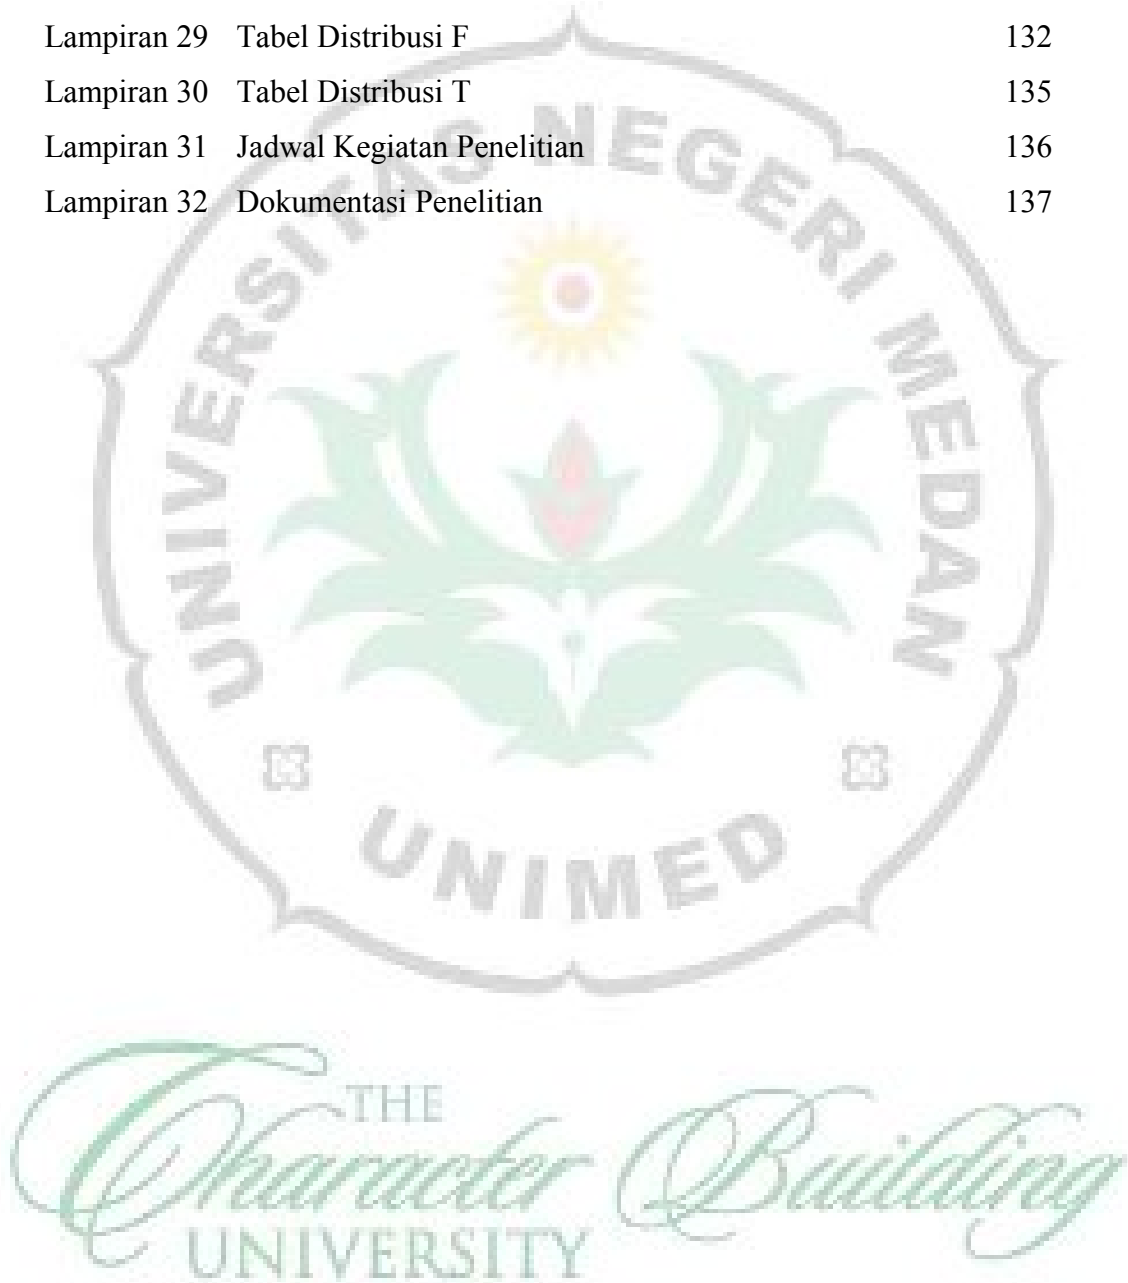 Lampiran 29 Tabel Distribusi F 132
Lampiran 30 Tabel Distribusi T 135
Lampiran 31 Jadwal Kegiatan Penelitian 136
Lampiran 32 Dokumentasi Penelitian 137
UNIVERSITAS NEGERI MEDAN
UNIMED
THE
Character Building
UNIVERSITY